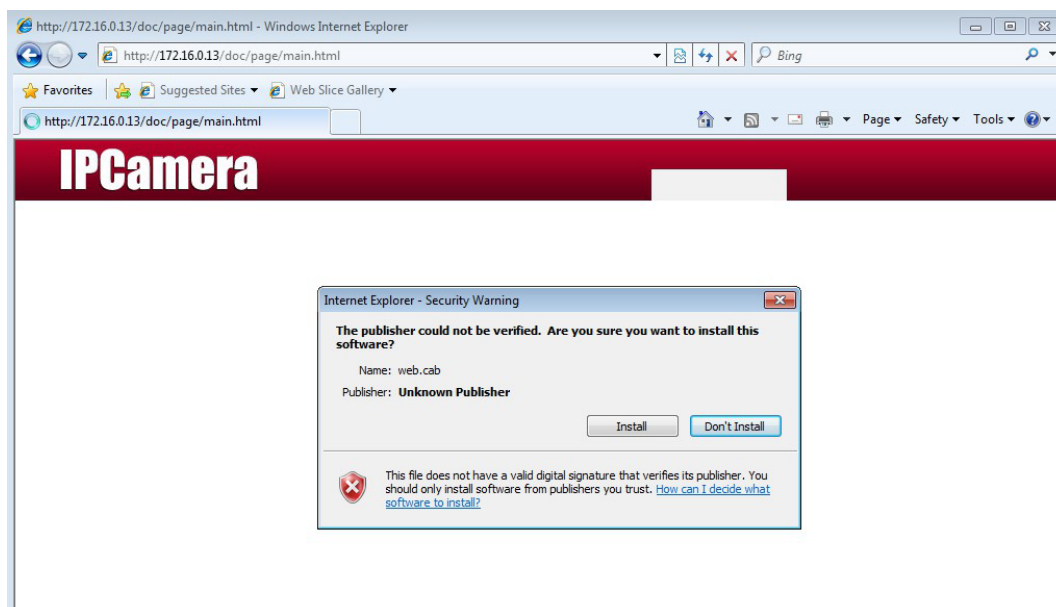 http://172.16.0.13/doc/page/main.html - Windows Internet Explorer
http://172.16.0.13/doc/page/main.html
Bing
Favorites
Suggested Sites
Web Slice Gallery
http://172.16.0.13/doc/page/main.html
Page Safety Tools
IPCamera
Internet Explorer - Security Warning
The publisher could not be verified. Are you sure you want to install this
software?
Name: web.cab
Publisher: Unknown Publisher
Install
Don't Install
This file does not have a valid digital signature that verifies its publisher. You
should only install software from publishers you trust. How can I decide what
software to install?